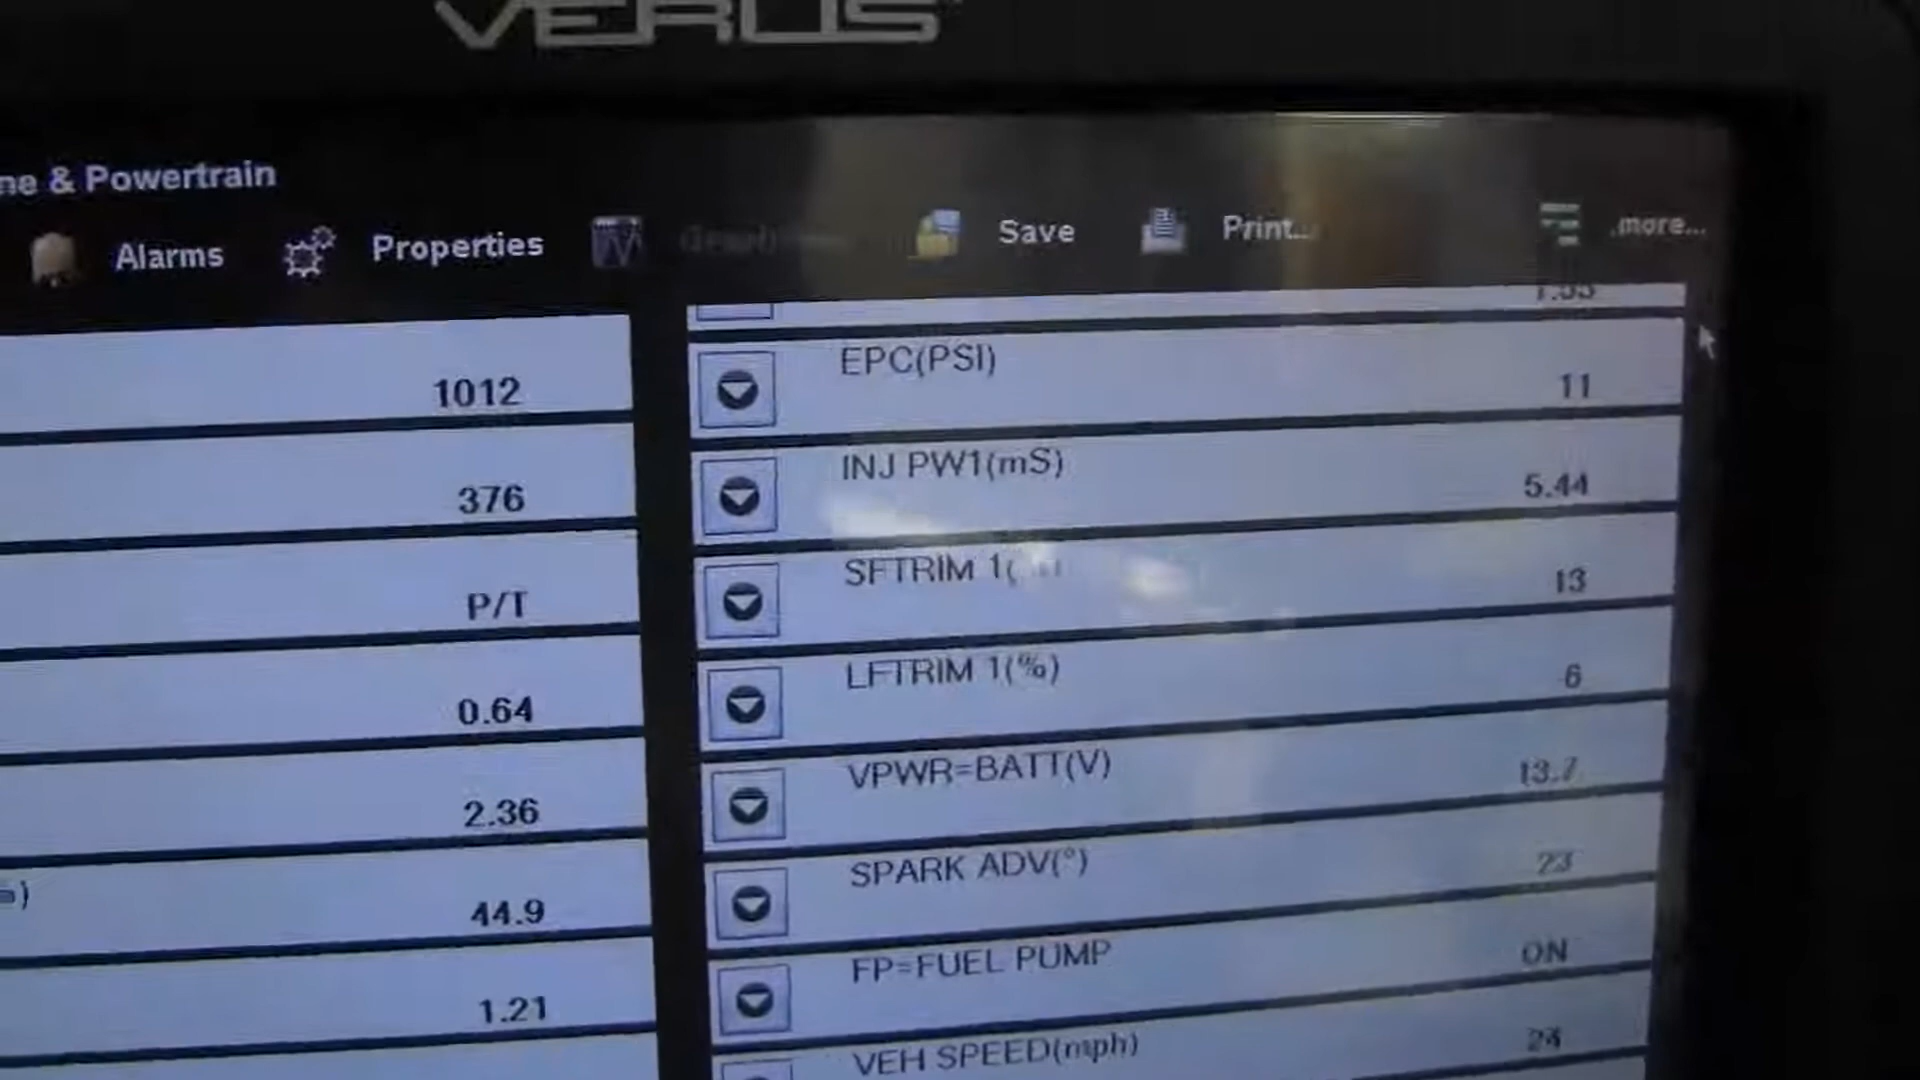 VERUS
ne & Powertrain
Alarms Properties Save Print... more...
1012
376
P/T
0.64
2.36
44.9
1.21
EPC(PSI) 11
INJ PW1(mS) 5.44
SFTRIM 1( 13
LFTRIM 1(%) 6
VPWR=BATT(V) 13.7
SPARK ADV(°) 23
FP=FUEL PUMP ON
VEH SPEED(mph)